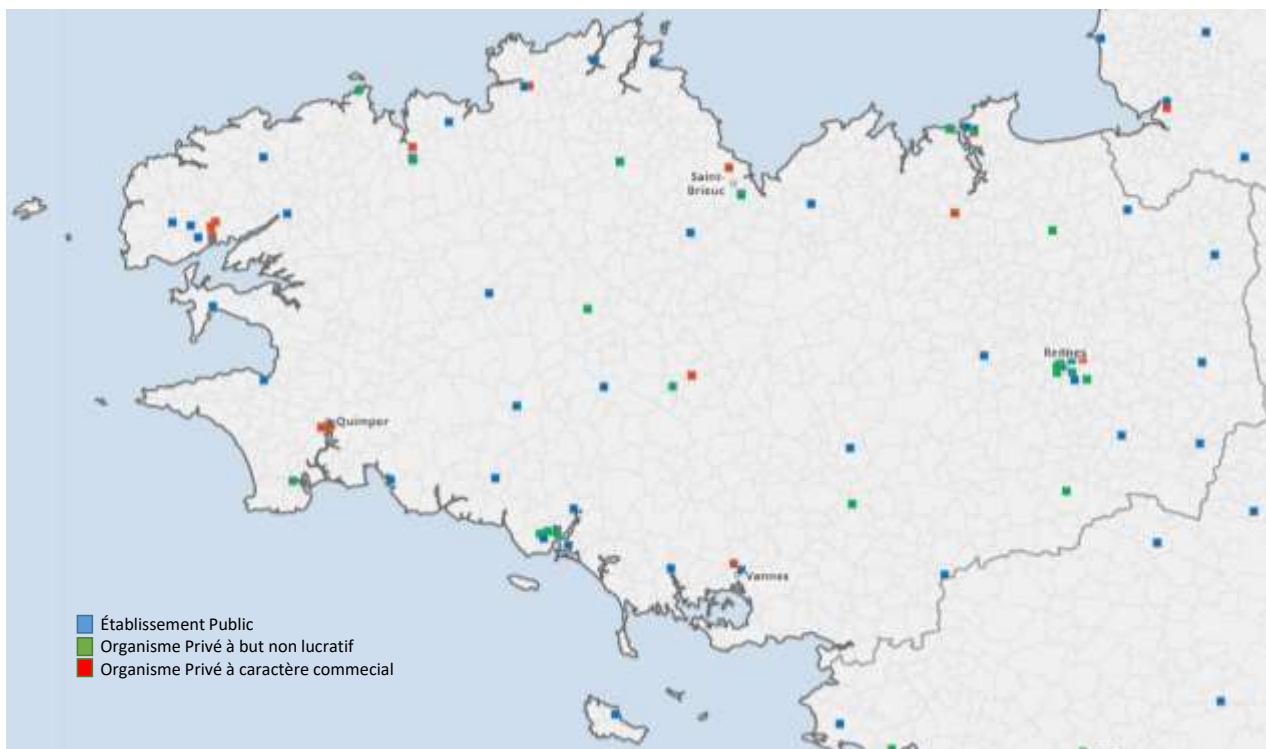 Saint-
Brieuc
Rennes
Quimper
Vannes
Établissement Public
Organisme Privé à but non lucratif
Organisme Privé à caractère commecial